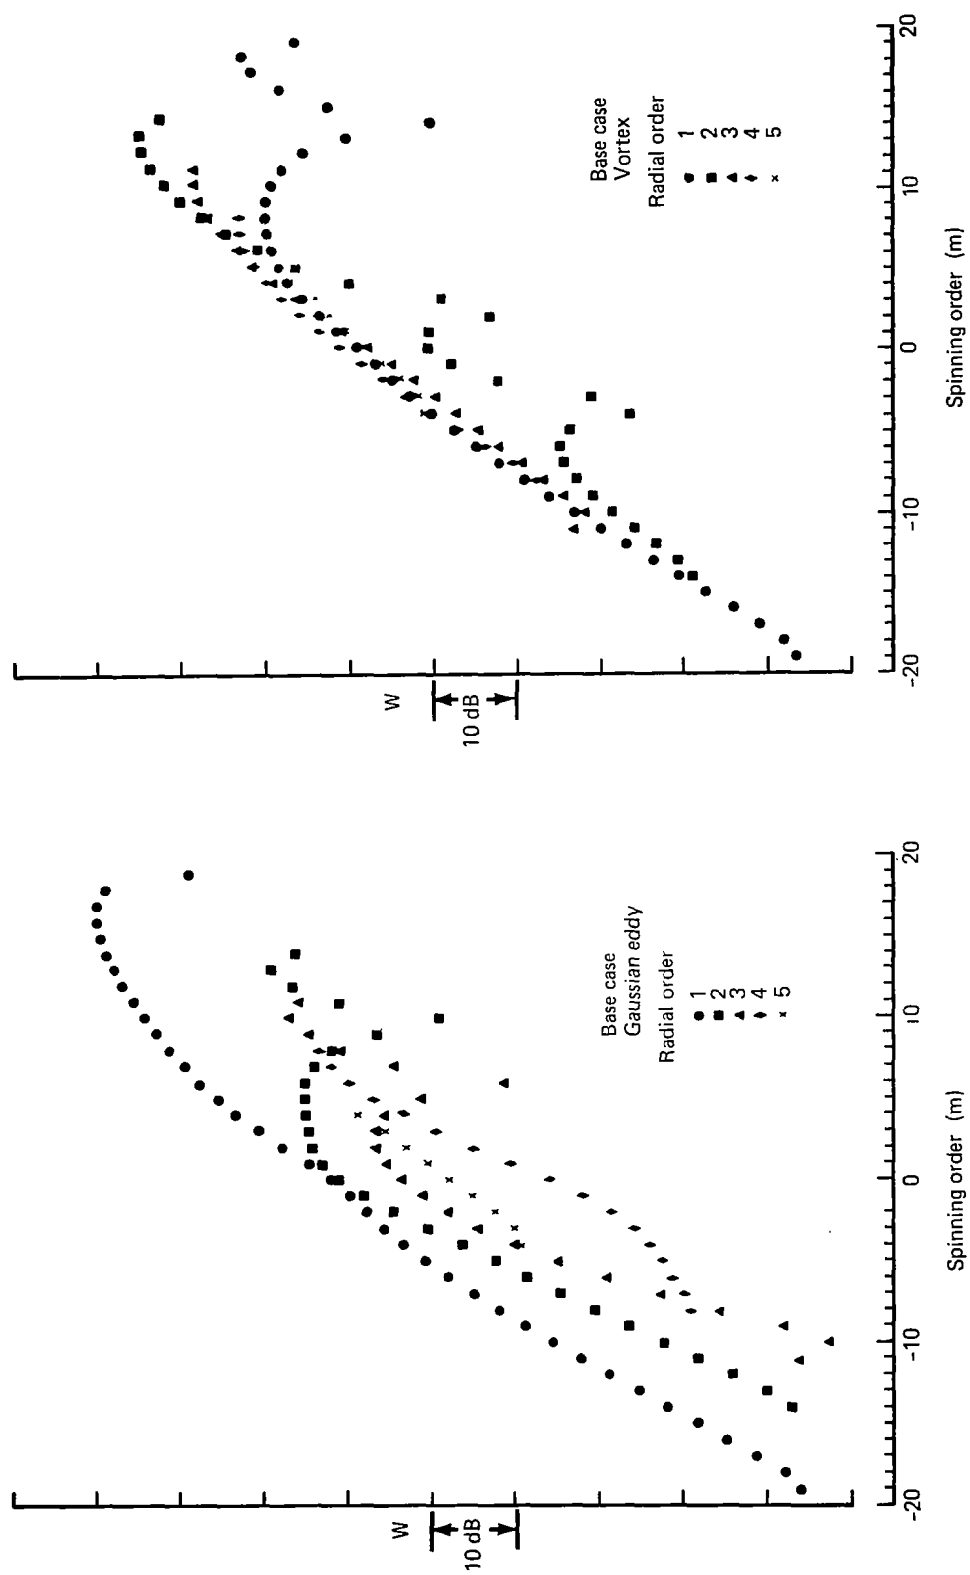 W
10 dB
Base case
Gaussian eddy
Radial order
1
2
3
4
5
-20
-10
0
10
20
Spinning order (m)
W
10 dB
Base case
Vortex
Radial order
1
2
3
4
5
-20
-10
0
10
20
Spinning order (m)